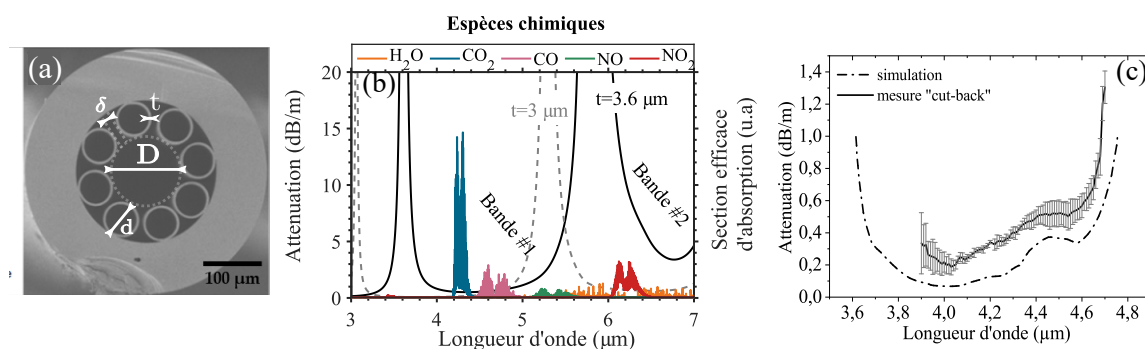 Espèces chimiques
H₂O CO₂ CO NO NO₂
(a)
δ
t
D
d
100 µm
e
(b)
Attenuation (dB/m)
20
15
10
5
0
t=3 µm
t=3.6 µm
Bande #1
Bande #2
3 4 5 6 7
Longueur d'onde (µm)
Section efficace
d'absorption (u.a)
(c)
simulation
mesure "cut-back"
Attenuation (dB/m)
1,4
1,2
1,0
0,8
0,6
0,4
0,2
0,0
3,6 3,8 4,0 4,2 4,4 4,6 4,8
Longueur d'onde (µm)